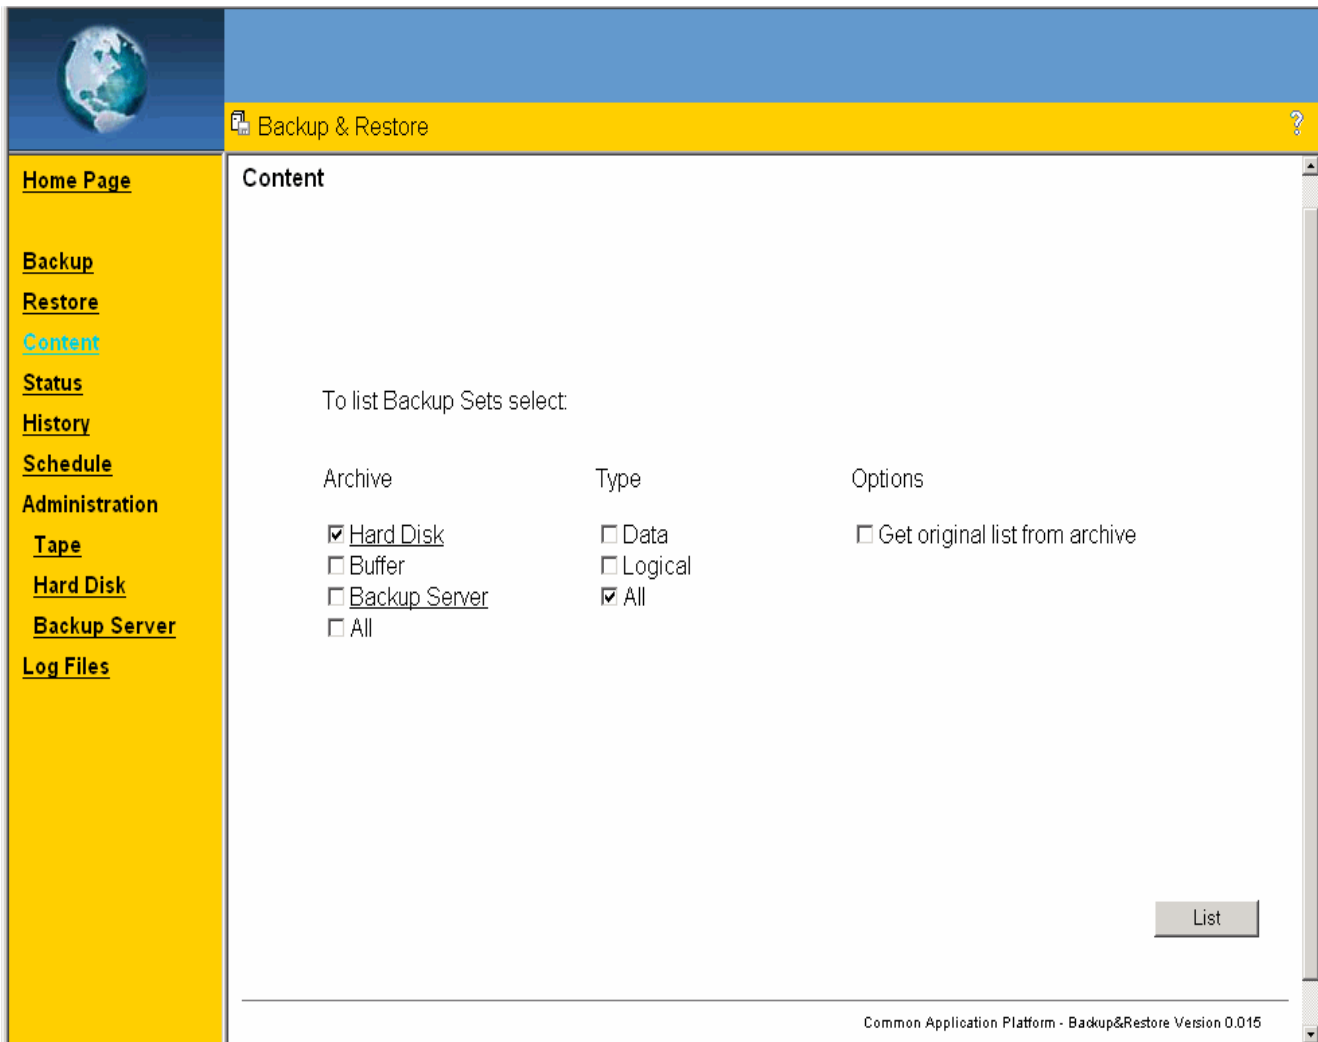 Backup & Restore
?
Home Page
Backup
Restore
Content
Status
History
Schedule
Administration
Tape
Hard Disk
Backup Server
Log Files
Content
To list Backup Sets select:
Archive
Hard Disk
Buffer
Backup Server
All
Type
Data
Logical
All
Options
Get original list from archive
List
Common Application Platform - Backup&Restore Version 0.015